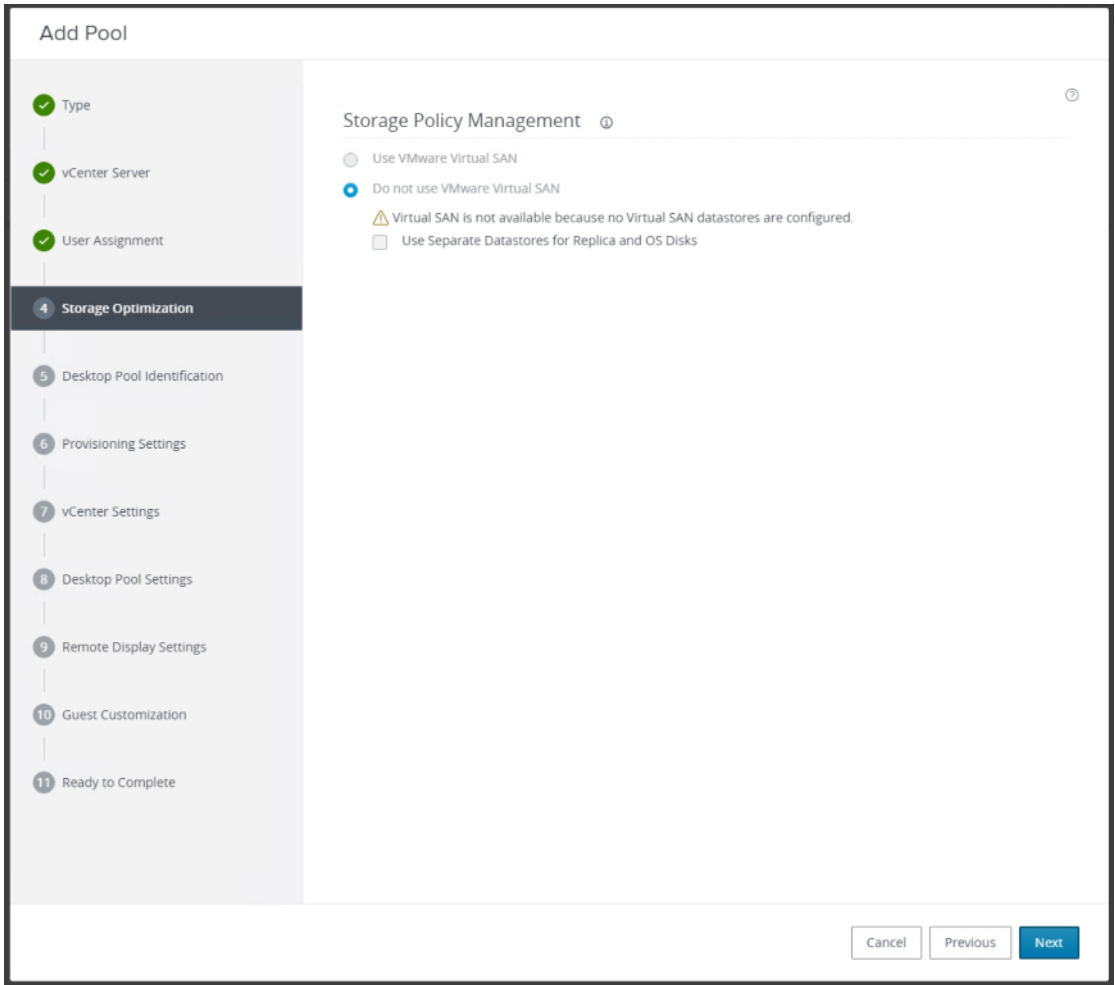 Add Pool
Type
vCenter Server
User Assignment
4 Storage Optimization
5 Desktop Pool Identification
6 Provisioning Settings
7 vCenter Settings
8 Desktop Pool Settings
9 Remote Display Settings
10 Guest Customization
11 Ready to Complete
Storage Policy Management
Use VMware Virtual SAN
Do not use VMware Virtual SAN
Virtual SAN is not available because no Virtual SAN datastores are configured.
Use Separate Datastores for Replica and OS Disks
Cancel
Previous
Next